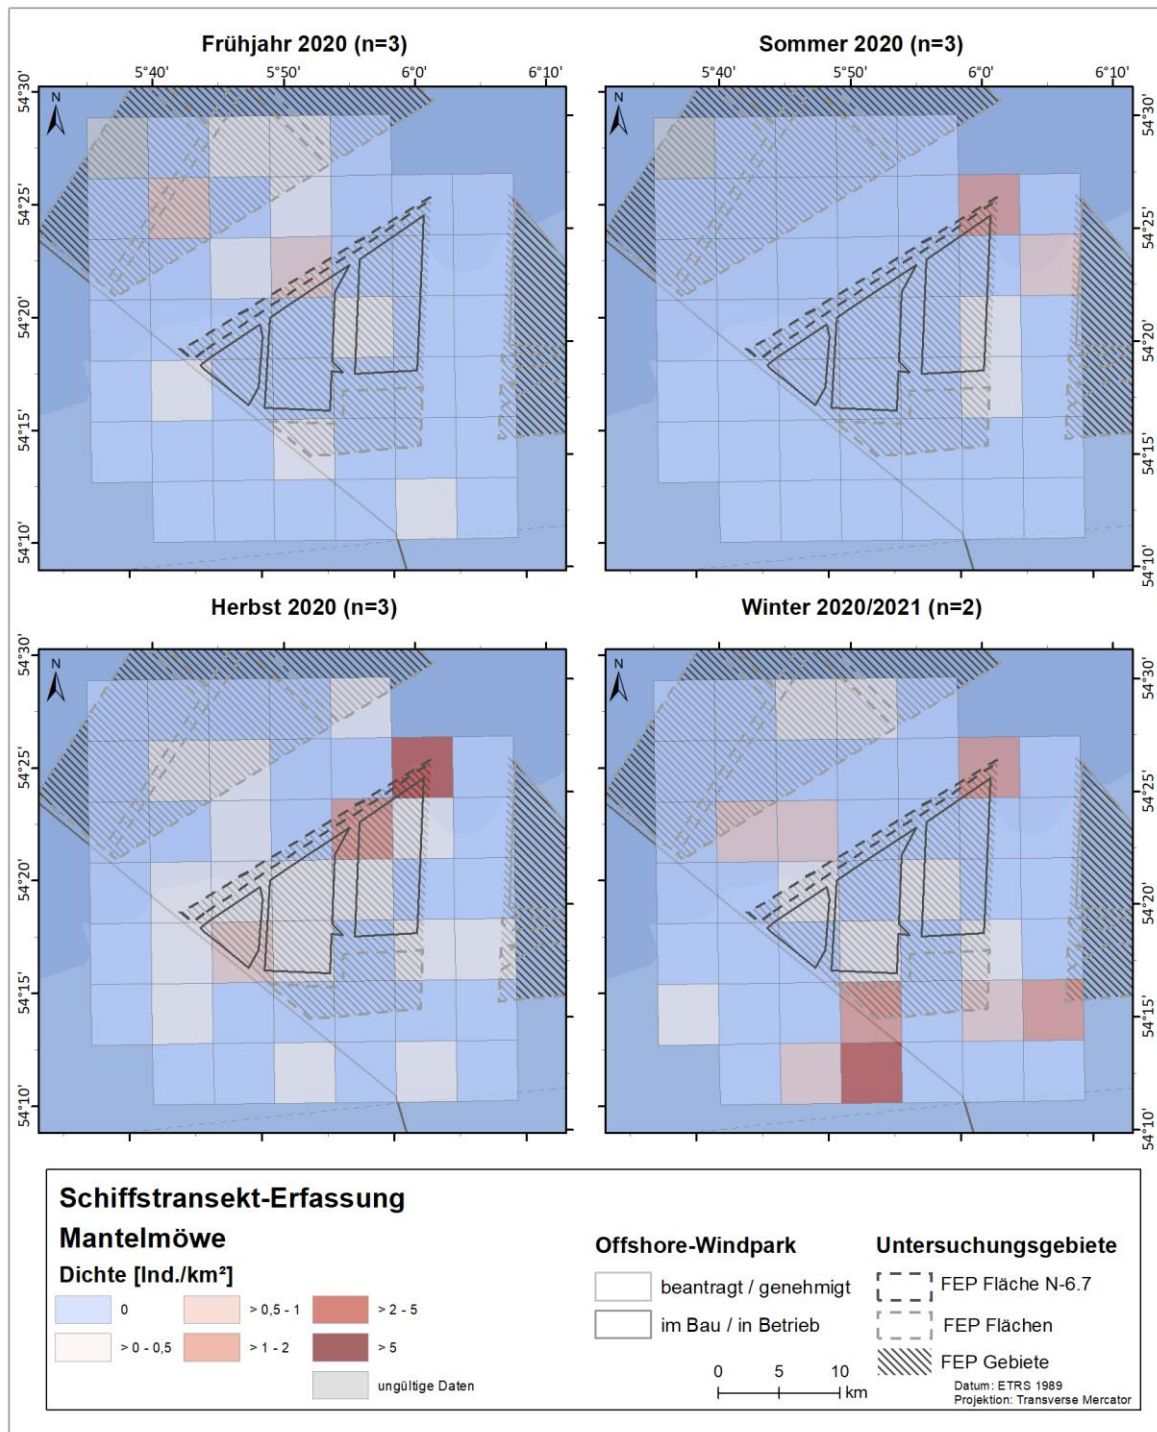 Frühjahr 2020 (n=3)
Sommer 2020 (n=3)
5°40' 5°50' 6°0' 6°10'
5°40' 5°50' 6°0' 6°10'
N
N
54°30'
54°25'
54°20'
54°15'
54°10'
54°30'
54°25'
54°20'
54°15'
54°10'
Herbst 2020 (n=3)
Winter 2020/2021 (n=2)
N
N
54°30'
54°25'
54°20'
54°15'
54°10'
54°30'
54°25'
54°20'
54°15'
54°10'
Schiffstransekt-Erfassung
Mantelmöwe
Dichte [Ind./km²]
0
> 0 - 0,5
> 0,5 - 1
> 1 - 2
> 2 - 5
> 5
ungültige Daten
Offshore-Windpark
beantragt / genehmigt
im Bau / in Betrieb
0 5 10
km
Untersuchungsgebiete
FEP Fläche N-6.7
FEP Flächen
FEP Gebiete
Datum: ETRS 1989
Projektion: Transverse Mercator